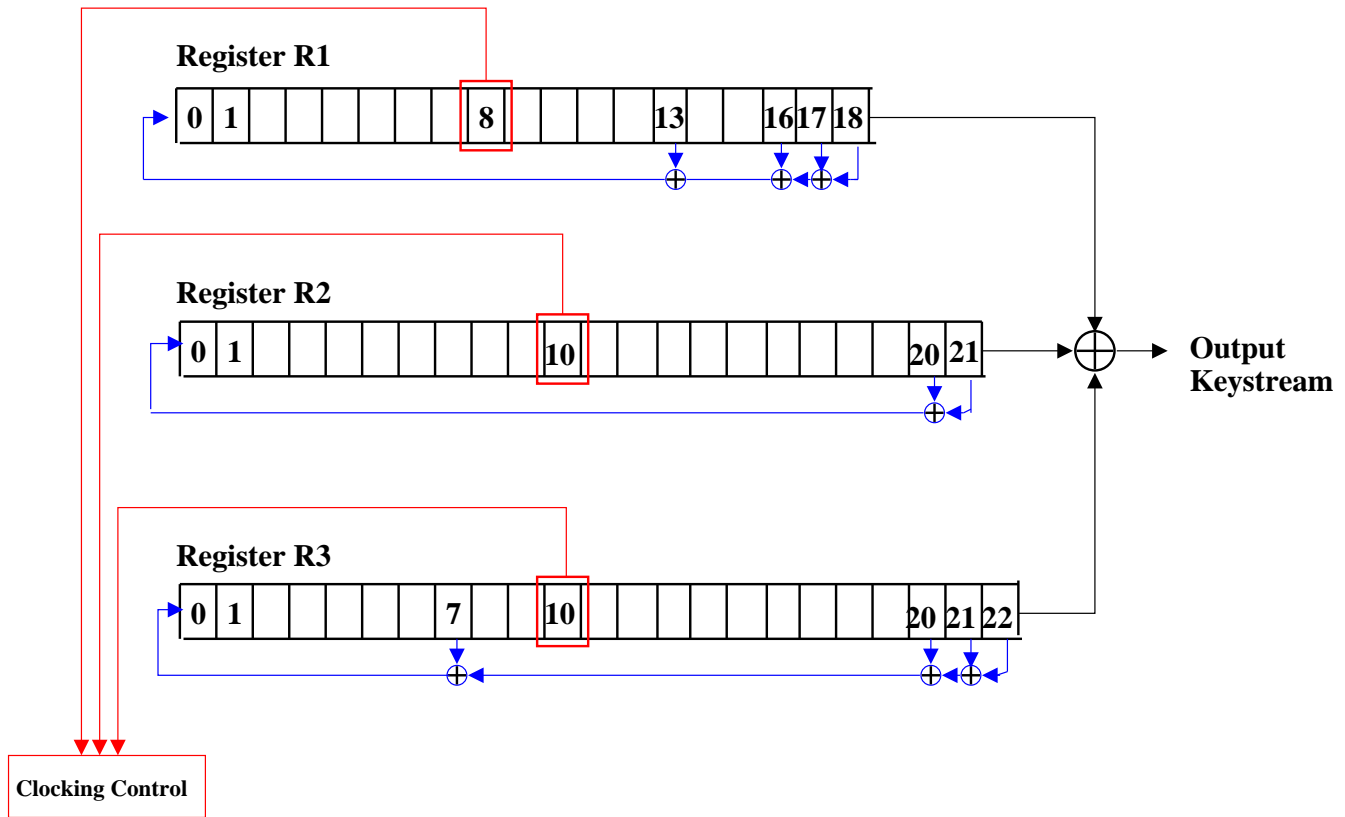 Register R1
0 1 8 13 16 17 18
Register R2
0 1 10 20 21
Output
Keystream
Register R3
0 1 7 10 20 21 22
Clocking Control